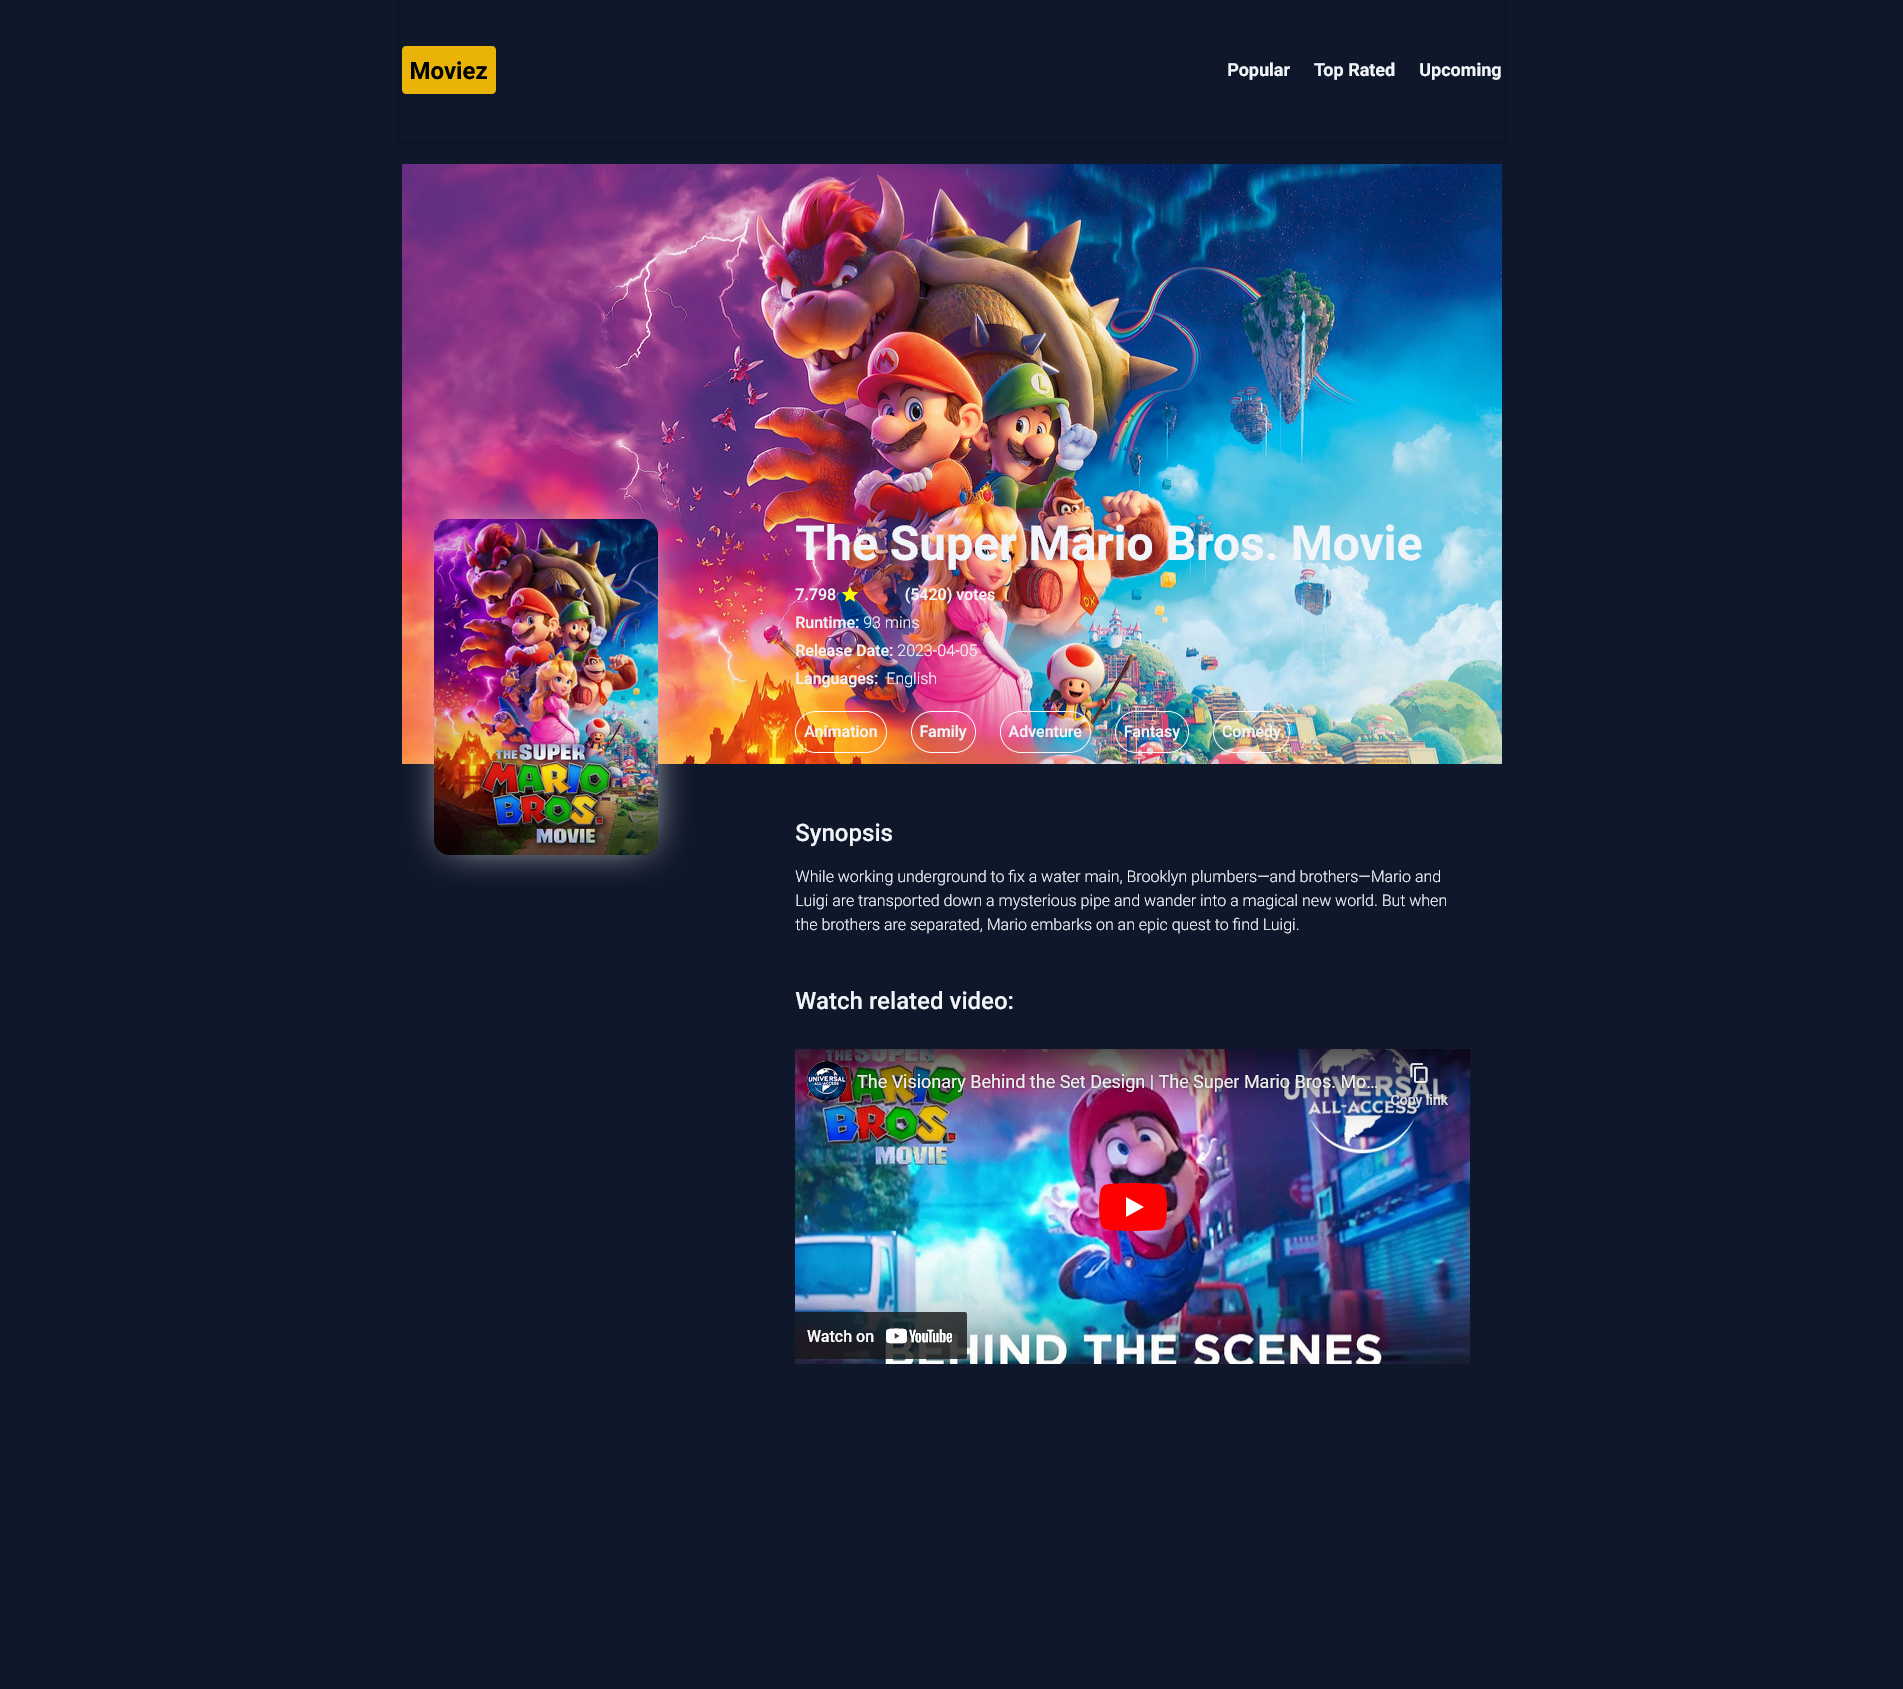 Moviez
Popular
Top Rated
Upcoming
M
L
DK
The Super Mario Bros. Movie
7.798
(5420) votes
Runtime: 93 mins
Release Date: 2023-04-05
Languages: English
Animation
Family
Adventure
Fantasy
Comedy
THE SUPER
MARIO
BROS.
MOVIE
Synopsis
While working underground to fix a water main, Brooklyn plumbers—and brothers—Mario and
Luigi are transported down a mysterious pipe and wander into a magical new world. But when
the brothers are separated, Mario embarks on an epic quest to find Luigi.
Watch related video:
THE SUPER
MARIO
BROS.
MOVIE
UNIVERSAL
ALL-ACCESS
The Visionary Behind the Set Design | The Super Mario Bros. Mo...
Copy link
UNIVERSAL
ALL-ACCESS
Watch on YouTube
BEHIND THE SCENES